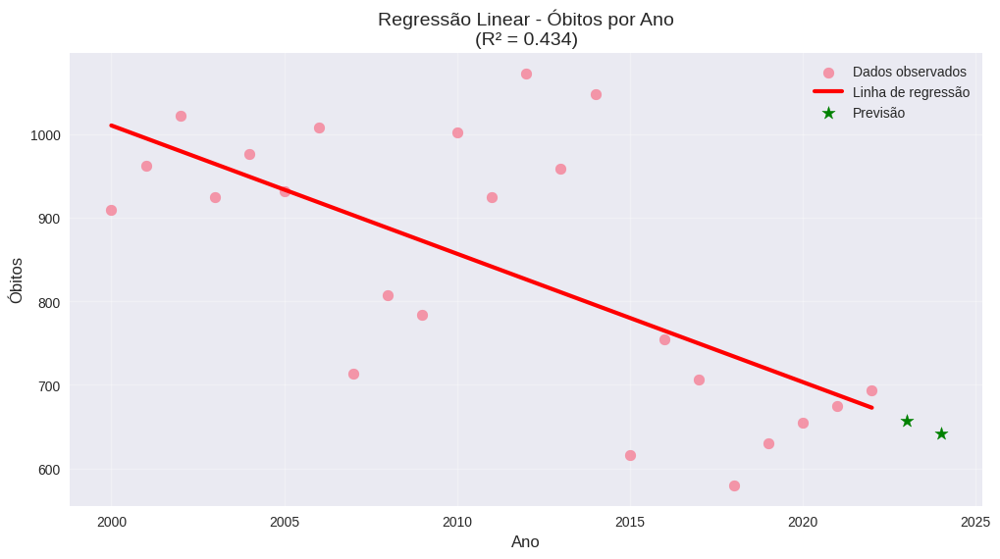 Regressão Linear - Óbitos por Ano
(R² = 0.434)
Dados observados
Linha de regressão
Previsão
Óbitos
1000
900
800
700
600
2000
2005
2010
2015
2020
2025
Ano